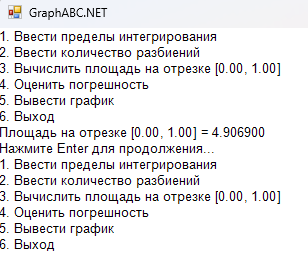 GraphABC.NET
1. Ввести пределы интегрирования
2. Ввести количество разбиений
3. Вычислить площадь на отрезке [0.00, 1.00]
4. Оценить погрешность
5. Вывести график
6. Выход
Площадь на отрезке [0.00, 1.00] = 4.906900
Нажмите Enter для продолжения...
1. Ввести пределы интегрирования
2. Ввести количество разбиений
3. Вычислить площадь на отрезке [0.00, 1.00]
4. Оценить погрешность
5. Вывести график
6. Выход